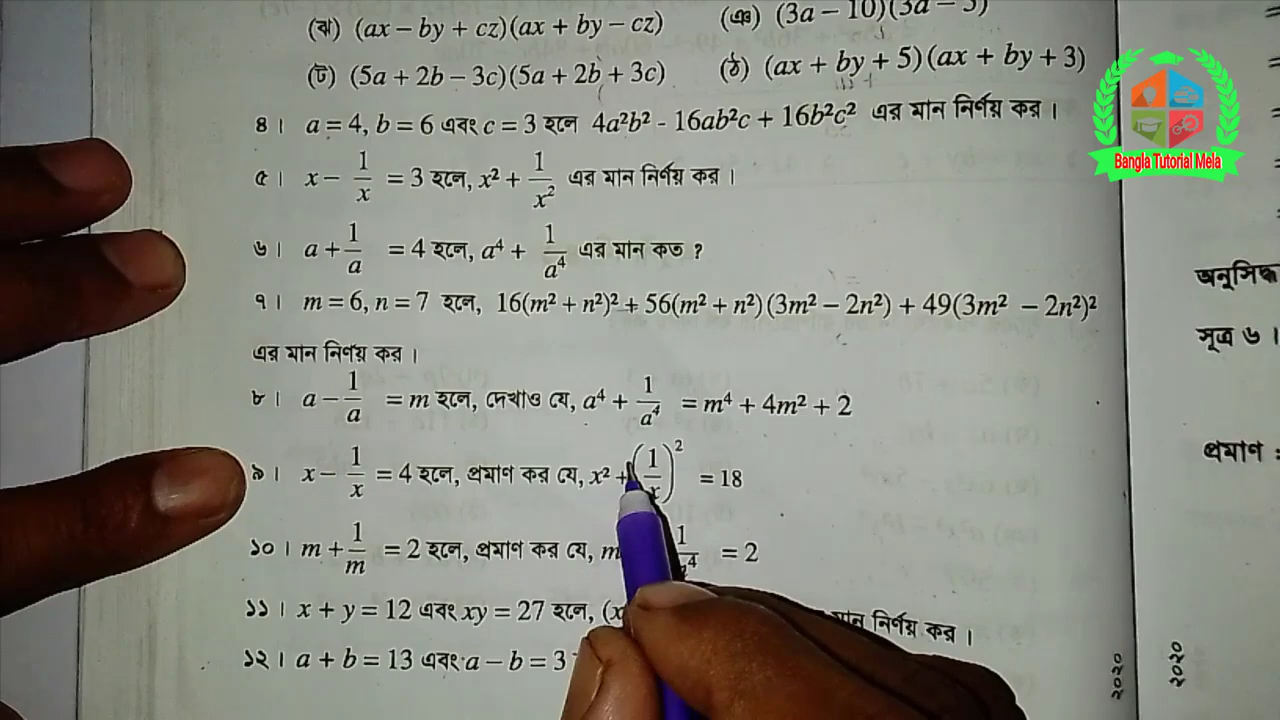 (ঝ) (ax − by + cz)(ax + by − cz) (ঞ) (3a − 10)(3a − 5)
(ট) (5a + 2b − 3c)(5a + 2b + 3c) (ঠ) (ax + by + 5)(ax + by + 3)
৪। a = 4, b = 6 এবং c = 3 হলে 4a²b² - 16ab²c + 16b²c² এর মান নির্ণয় কর।
৫। x − 1/x = 3 হলে, x² + 1/x² এর মান নির্ণয় কর।
৬। a + 1/a = 4 হলে, a⁴ + 1/a⁴ এর মান কত ?
৭। m = 6, n = 7 হলে, 16(m² + n²)² + 56(m² + n²)(3m² − 2n²) + 49(3m² − 2n²)²
এর মান নির্ণয় কর।
৮। a − 1/a = m হলে, দেখাও যে, a⁴ + 1/a⁴ = m⁴ + 4m² + 2
৯। x − 1/x = 4 হলে, প্রমাণ কর যে, x² + (1/x)² = 18
১০। m + 1/m = 2 হলে, প্রমাণ কর যে, m 1/⁴ = 2
১১। x + y = 12 এবং xy = 27 হলে, (x মান নির্ণয় কর।
১২। a + b = 13 এবং a − b = 3
২০২০
Bangla Tutorial Mela
সূত্র ৬।
প্রমাণ :
২০২০